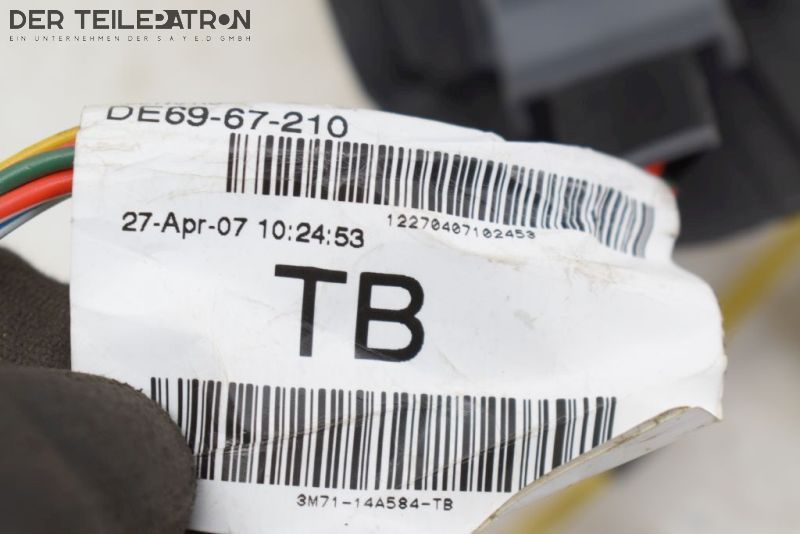 DER TEILEPATRON
EIN UNTERNEHMEN DER S A Y E D GMBH
DE69-67-210
27-Apr-07 10:24:53
12270407102453
TB
3M71-14A584-TB